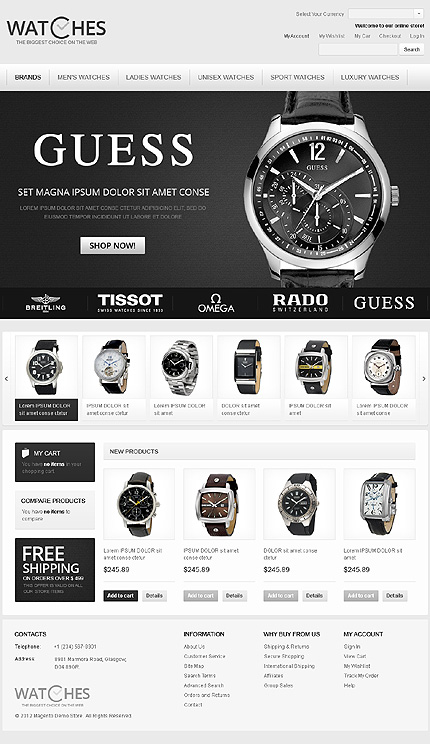 WATCHES
THE BIGGEST CHOICE ON THE WEB
Select Your Currency
Welcome to our online store!
My Account My Wishlist My Cart Checkout Log In
Search
BRANDS MEN'S WATCHES LADIES WATCHES UNISEX WATCHES SPORT WATCHES LUXURY WATCHES
GUESS
SET MAGNA IPSUM DOLOR SIT AMET CONSE
LOREM IPSUM DOLOR SIT AMET CONSE CTETUR ADIPISICING ELIT, SED DO
EIUSMOD TEMPOR INCIDIDUNT UT LABORE ET DOLORE
SHOP NOW!
12
GUESS
BREITLING
TISSOT
SWISS WATCHES SINCE 1853
OMEGA
RADO
SWITZERLAND
GUESS
Lorem IPSUM DOLOR
sit amet conse ctetur
IPSUM DOLOR sit
amet conse ctetur
Lorem IPSUM DOLOR
sit amet
DOLOR sit amet
conse ctetur
IPSUM DOLOR sit
amet
Lorem IPSUM DOLOR
sit amet conse
MY CART
You have no items in your
shopping cart.
COMPARE PRODUCTS
You have no items to
compare
FREE
SHIPPING
ON ORDERS OVER $ 499
THIS OFFER IS VALID ON ALL
OUR STORE ITEMS
NEW PRODUCTS
Lorem IPSUM DOLOR sit
amet conse ctetur
$245.89
Add to cart Details
IPSUM DOLOR sit amet
conse ctetur
$245.89
Add to cart Details
DOLOR sit amet conse
ctetur
$245.89
Add to cart Details
Lorem IPSUM DOLOR sit
amet
$245.89
Add to cart Details
CONTACTS
Telephone:
Address:
8901 Marmora Road, Glasgow,
D04 89GR
WATCHES
THE BIGGEST CHOICE ON THE WEB
© 2012 Magento Demo Store. All Rights Reserved.
INFORMATION
About Us
Customer Service
Site Map
Search Terms
Advanced Search
Orders and Returns
Contact
WHY BUY FROM US
Shipping & Returns
Secure Shopping
International Shipping
Affiliates
Group Sales
MY ACCOUNT
Sign In
View Cart
My Wishlist
Track My Order
Help